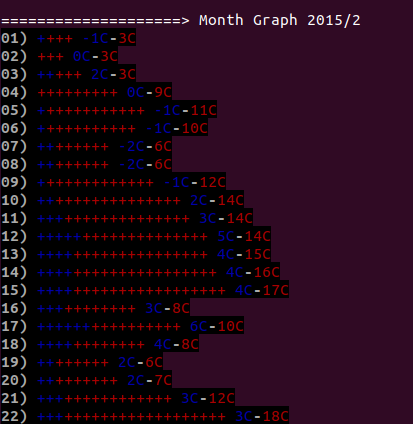 ====================> Month Graph 2015/2
01) ++++ -1C-3C
02) +++ 0C-3C
03) +++++ 2C-3C
04) +++++++++ 0C-9C
05) ++++++++++++ -1C-11C
06) +++++++++++ -1C-10C
07) ++++++++ -2C-6C
08) ++++++++ -2C-6C
09) +++++++++++++ -1C-12C
10) ++++++++++++++++ 2C-14C
11) +++++++++++++++++ 3C-14C
12) +++++++++++++++++++ 5C-14C
13) +++++++++++++++++++ 4C-15C
14) ++++++++++++++++++++ 4C-16C
15) +++++++++++++++++++++ 4C-17C
16) +++++++++++ 3C-8C
17) ++++++++++++++++ 6C-10C
18) ++++++++++++ 4C-8C
19) ++++++++ 2C-6C
20) +++++++++ 2C-7C
21) +++++++++++++++ 3C-12C
22) +++++++++++++++++++++ 3C-18C